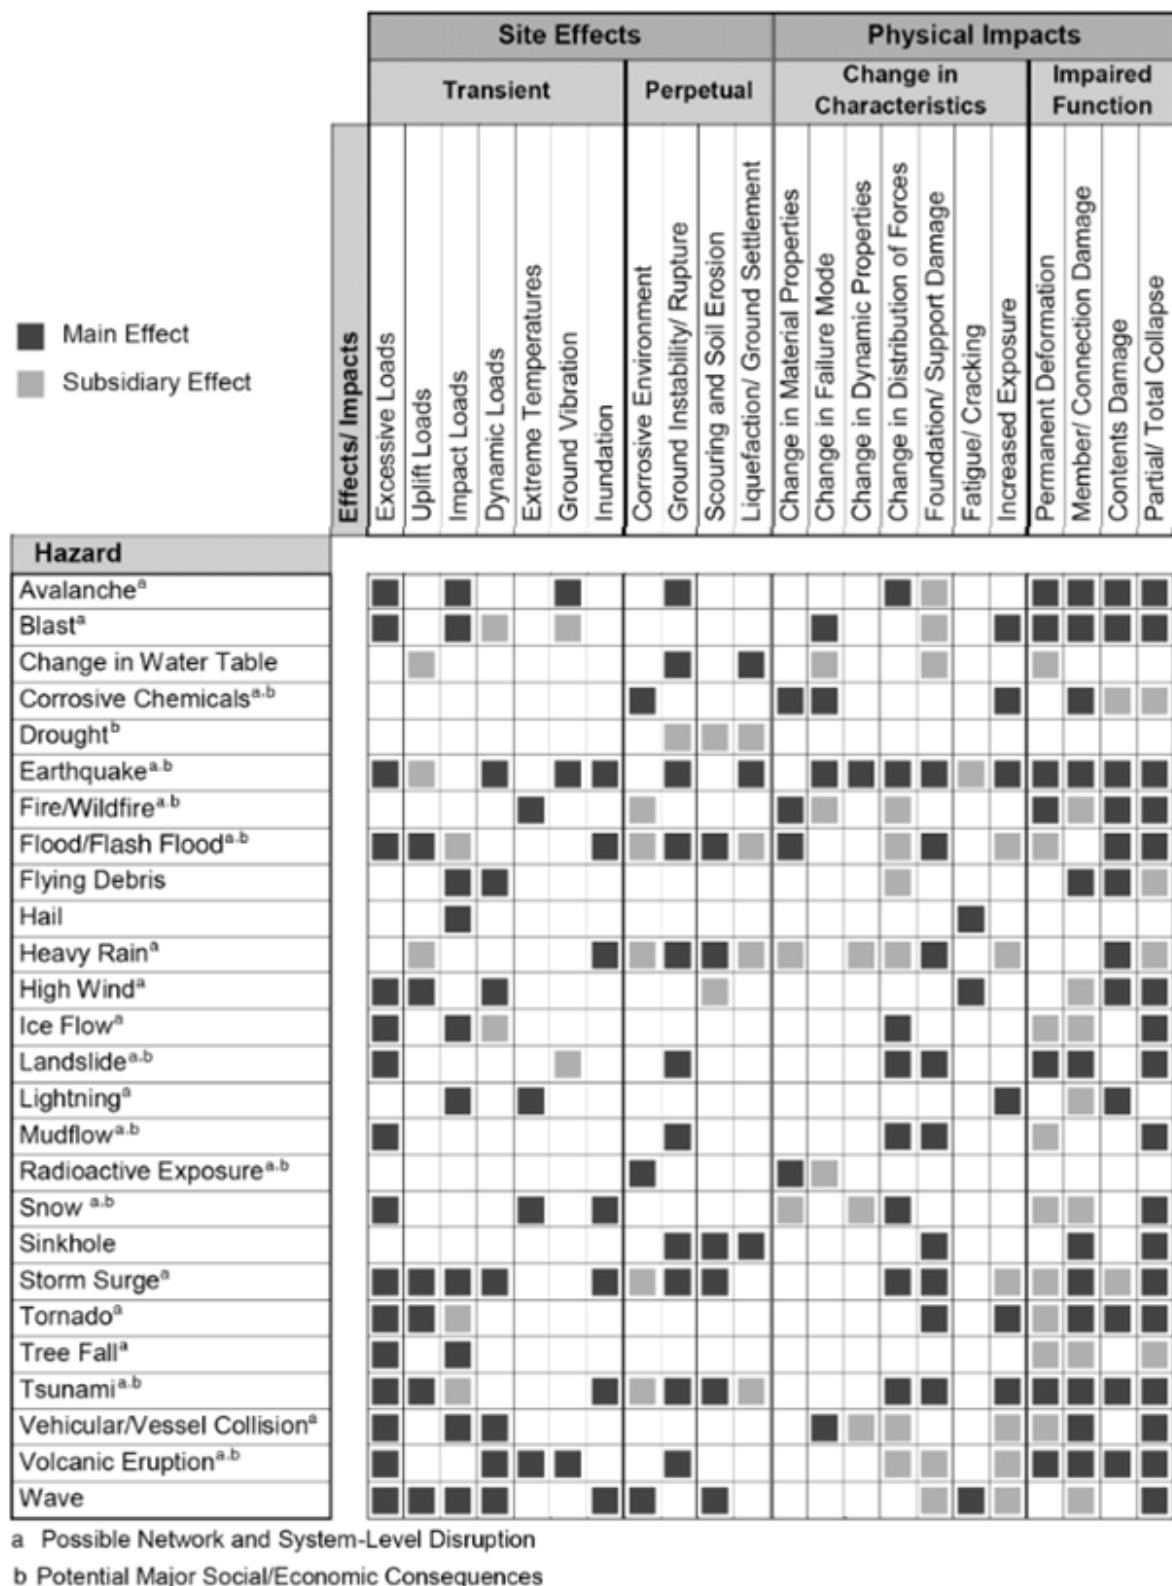 Site Effects
Physical Impacts
Transient
Perpetual
Change in
Characteristics
Impaired
Function
Effects/ Impacts
Excessive Loads
Uplift Loads
Impact Loads
Dynamic Loads
Extreme Temperatures
Ground Vibration
Inundation
Corrosive Environment
Ground Instability/ Rupture
Scouring and Soil Erosion
Liquefaction/ Ground Settlement
Change in Material Properties
Change in Failure Mode
Change in Dynamic Properties
Change in Distribution of Forces
Foundation/ Support Damage
Fatigue/ Cracking
Increased Exposure
Permanent Deformation
Member/ Connection Damage
Contents Damage
Partial/ Total Collapse
Main Effect
Subsidiary Effect
Hazard
Avalanche a
Blast a
Change in Water Table
Corrosive Chemicals a.b
Drought b
Earthquake a.b
Fire/Wildfire a.b
Flood/Flash Flood a.b
Flying Debris
Hail
Heavy Rain a
High Wind a
Ice Flow a
Landslide a.b
Lightning a
Mudflow a.b
Radioactive Exposure a.b
Snow a.b
Sinkhole
Storm Surge a
Tornado a
Tree Fall a
Tsunami a.b
Vehicular/Vessel Collision a
Volcanic Eruption a.b
Wave
a Possible Network and System-Level Disruption
b Potential Major Social/Economic Consequences